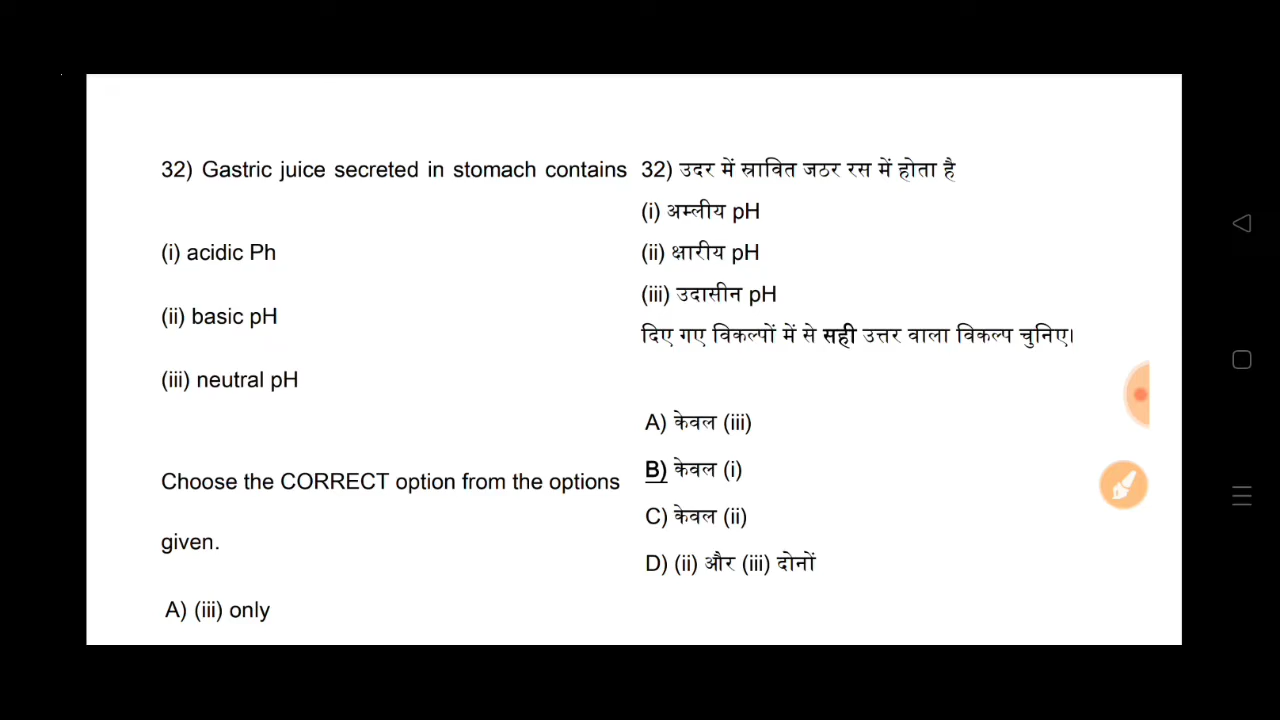 32) Gastric juice secreted in stomach contains
(i) acidic Ph
(ii) basic pH
(iii) neutral pH
Choose the CORRECT option from the options
given.
A) (iii) only
32) उदर में स्रावित जठर रस में होता है
(i) अम्लीय pH
(ii) क्षारीय pH
(iii) उदासीन pH
दिए गए विकल्पों में से सही उत्तर वाला विकल्प चुनिए।
A) केवल (iii)
B) केवल (i)
C) केवल (ii)
D) (ii) और (iii) दोनों